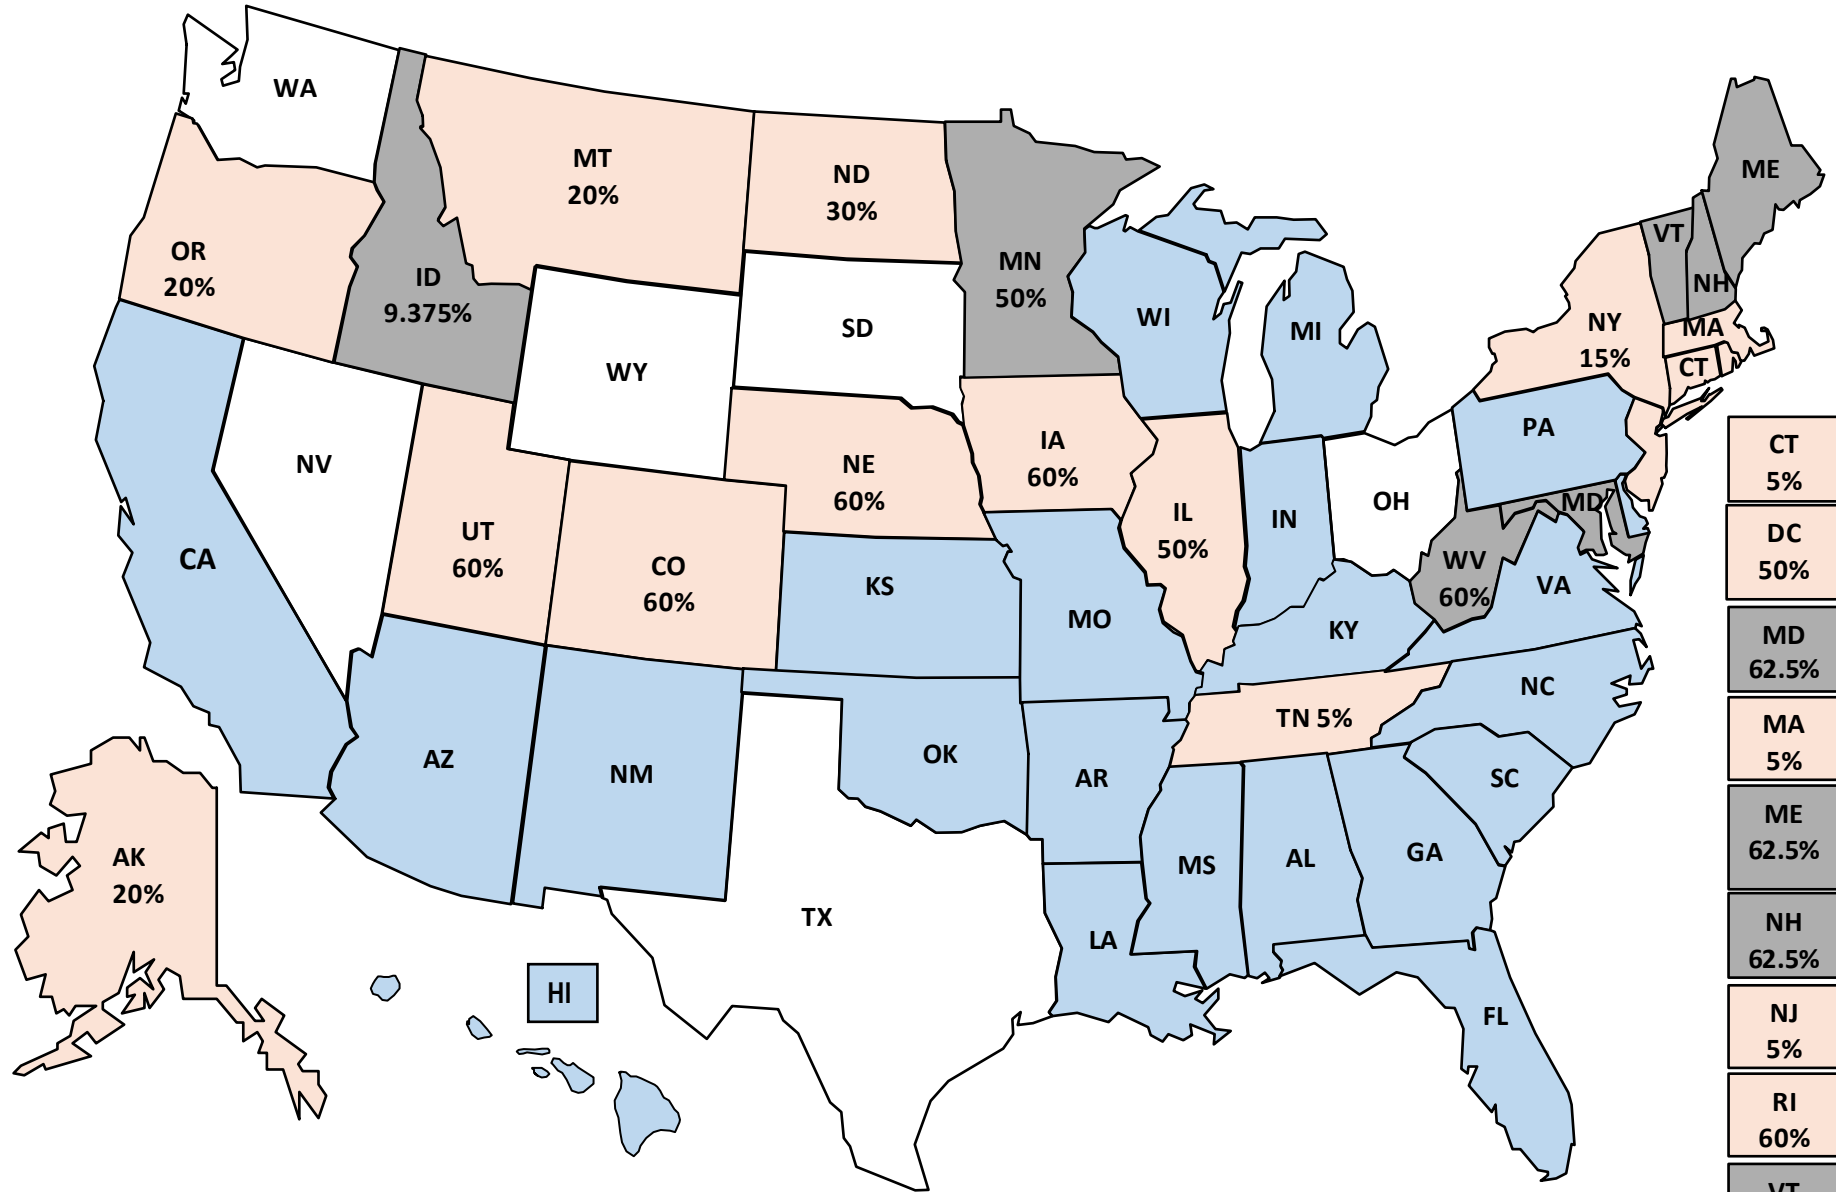 WA
MT
20%
ND
30%
MN
50%
ME
VT
NH
OR
20%
ID
9.375%
SD
WI
MI
NY
15%
MA
CT
WY
PA
NV
NE
60%
IA
60%
IL
50%
IN
OH
MD
UT
60%
CO
60%
WV
60%
VA
CA
KS
MO
KY
NC
TN 5%
AZ
NM
OK
AR
SC
MS
AL
GA
AK
20%
TX
LA
HI
FL
CT
5%
DC
50%
MD
62.5%
MA
5%
ME
62.5%
NH
62.5%
NJ
5%
RI
60%
VT